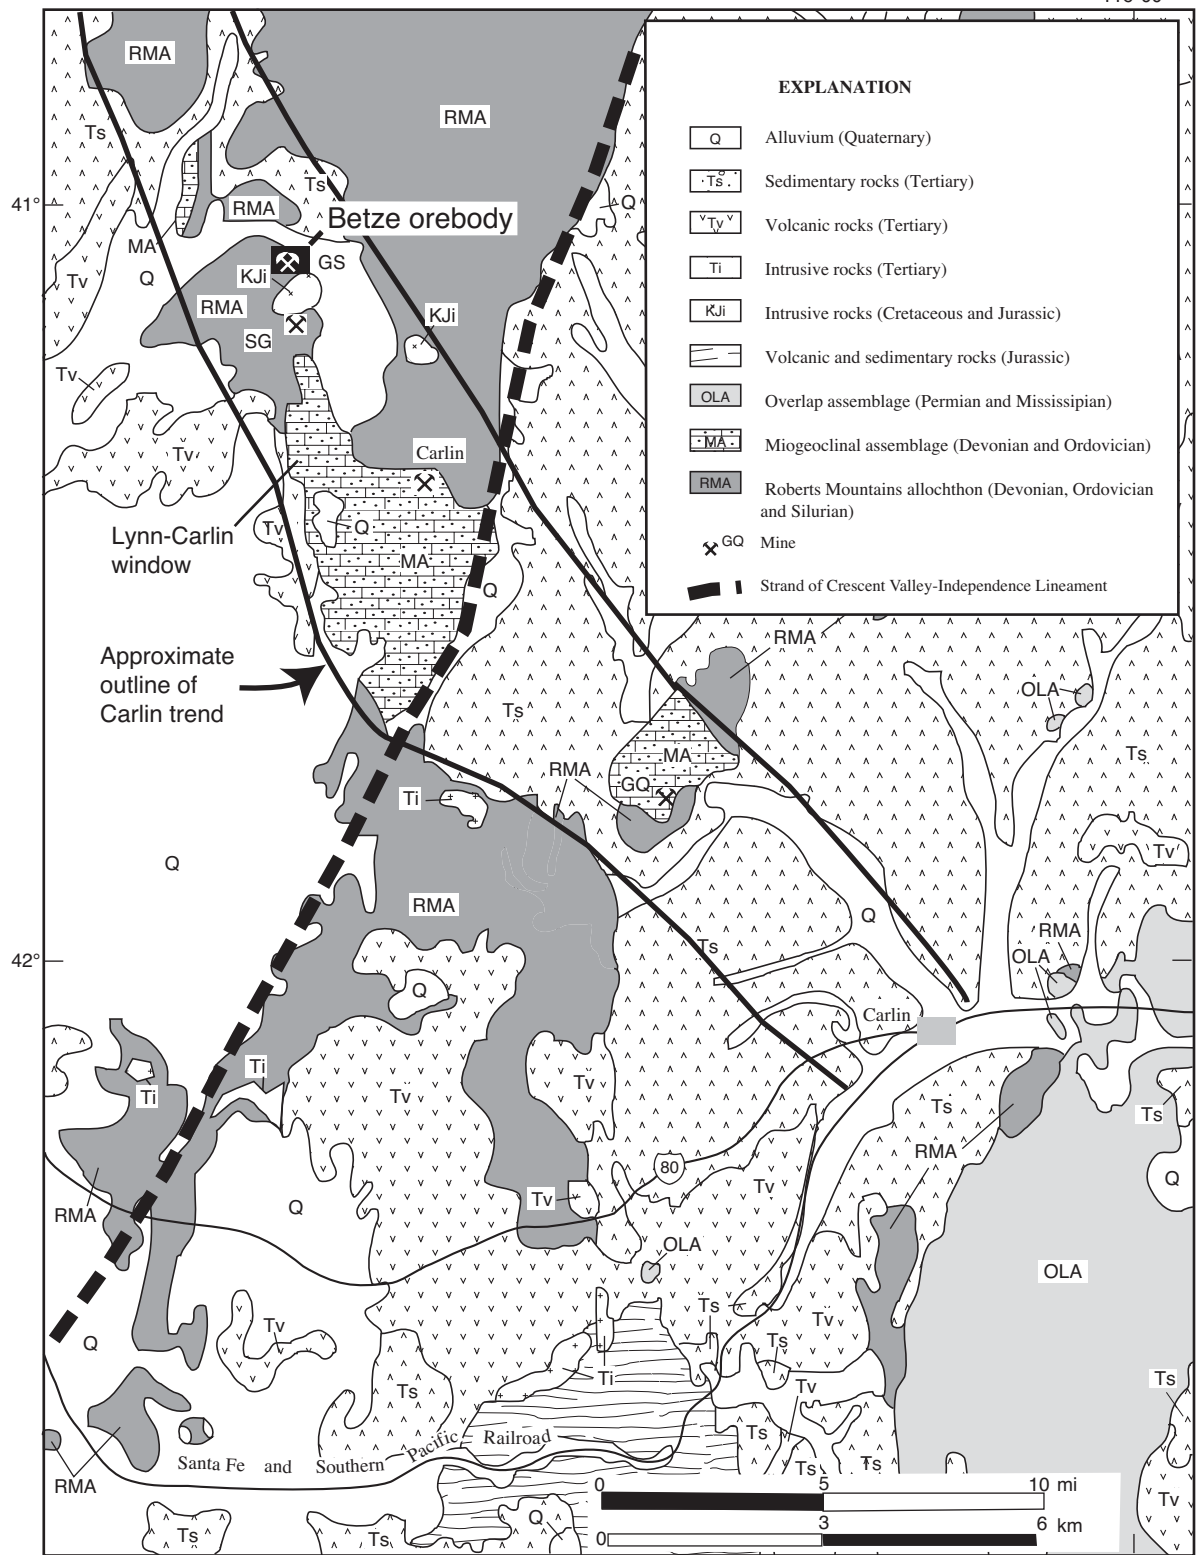 RMA
RMA
Ts
Ts
41°
RMA
Betze orebody
Q
MA
Q
GS
Tv
KJi
RMA
KJi
SG
Tv
Tv
Carlin
Lynn-Carlin
window
Tv
Q
MA
Q
Approximate
outline of
Carlin trend
EXPLANATION
Q Alluvium (Quaternary)
Ts Sedimentary rocks (Tertiary)
Tv Volcanic rocks (Tertiary)
Ti Intrusive rocks (Tertiary)
KJi Intrusive rocks (Cretaceous and Jurassic)
Volcanic and sedimentary rocks (Jurassic)
OLA Overlap assemblage (Permian and Missisipian)
MA Miogeoclinal assemblage (Devonian and Ordovician)
RMA Roberts Mountains allochthon (Devonian, Ordovician
and Silurian)
GQ Mine
Strand of Crescent Valley-Independence Lineament
RMA
OLA
Ts
Ts
MA
RMA
GQ
Ti
Tv
Q
RMA
Q
Ts
RMA
OLA
42°
Q
Carlin
Ti
Ti
Tv
Tv
Ts
Ts
RMA
80
Tv
Tv
Q
RMA
Q
OLA
OLA
Ts
Tv
Q
Tv
Ts
Ti
Ts
Tv
Ts
Ts
Santa Fe and Southern Pacific Railroad
Ts
Ts
RMA
Tv
Q
Ts
Ts
0 5 10 mi
0 3 6 km